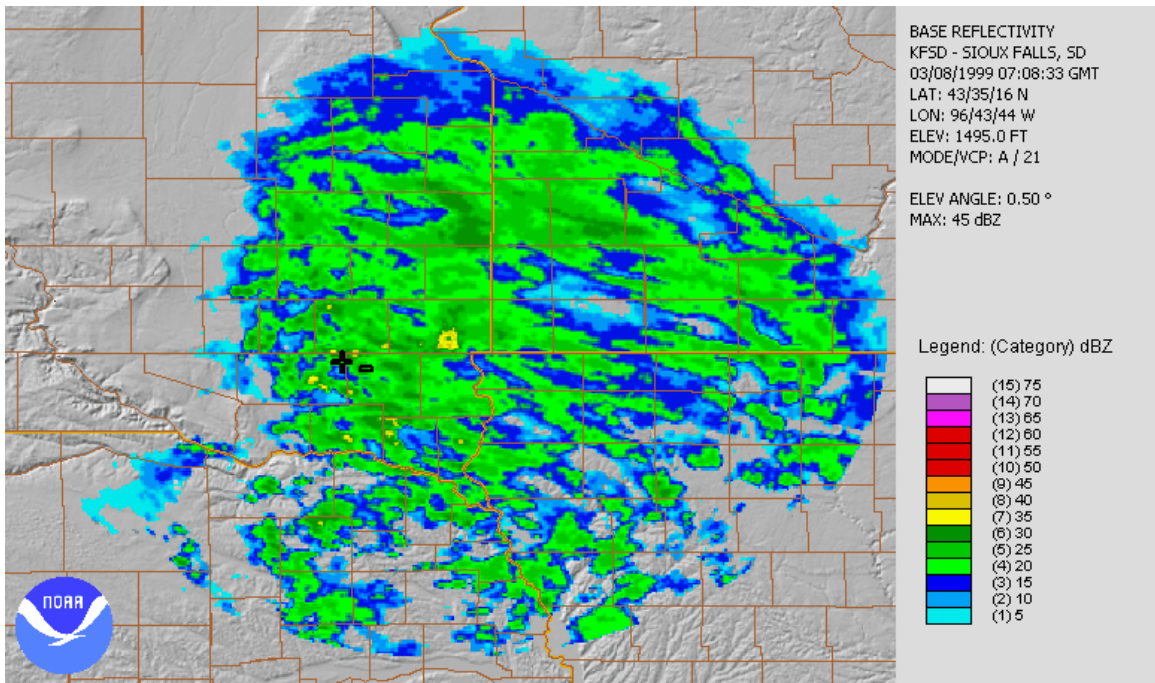 BASE REFLECTIVITY
KFSD - SIOUX FALLS, SD
03/08/1999 07:08:33 GMT
LAT: 43/35/16 N
LON: 96/43/44 W
ELEV: 1495.0 FT
MODE/VCP: A / 21
ELEV ANGLE: 0.50 °
MAX: 45 dBZ
Legend: (Category) dBZ
(15) 75
(14) 70
(13) 65
(12) 60
(11) 55
(10) 50
(9) 45
(8) 40
(7) 35
(6) 30
(5) 25
(4) 20
(3) 15
(2) 10
(1) 5
NOAA